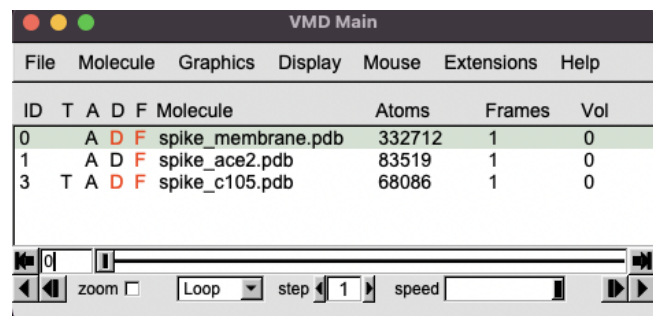 VMD Main
File Molecule Graphics Display Mouse Extensions Help
ID T A D F Molecule Atoms Frames Vol
0 A D F spike_membrane.pdb 332712 1 0
1 A D F spike_ace2.pdb 83519 1 0
3 T A D F spike_c105.pdb 68086 1 0
0
zoom Loop step 1 speed